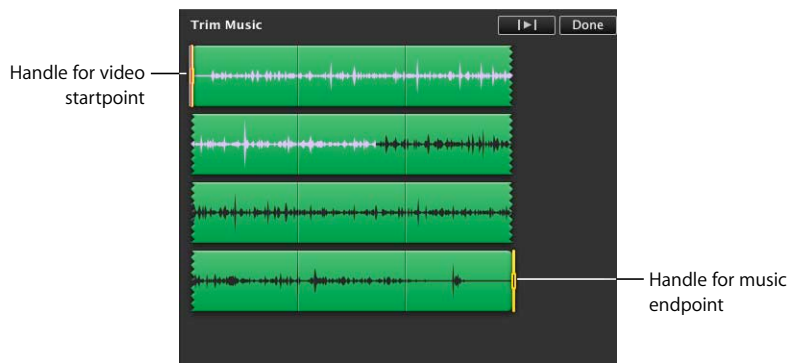 Trim Music
Done
Handle for video
startpoint
Handle for music
endpoint